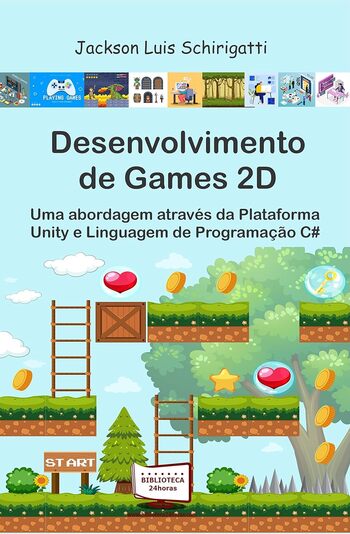 Jackson Luis Schirigatti
PLAYING GAMES
Desenvolvimento
de Games 2D
Uma abordagem através da Plataforma
Unity e Linguagem de Programação C#
START
BIBLIOTECA
24horas